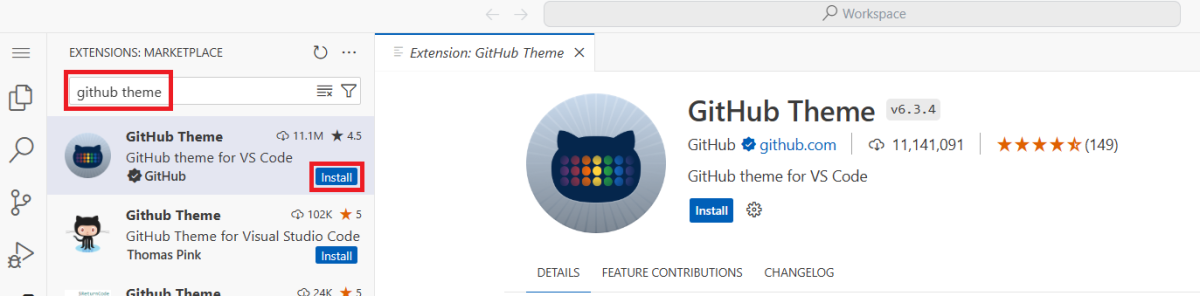 Workspace
EXTENSIONS: MARKETPLACE
github theme
GitHub Theme 11.1M 4.5
GitHub theme for VS Code
GitHub Install
Github Theme 102K 5
GitHub Theme for Visual Studio Code
Thomas Pink Install
Github Theme 24K 5
Extension: GitHub Theme
GitHub Theme v6.3.4
GitHub github.com 11,141,091 (149)
GitHub theme for VS Code
Install
DETAILS FEATURE CONTRIBUTIONS CHANGELOG